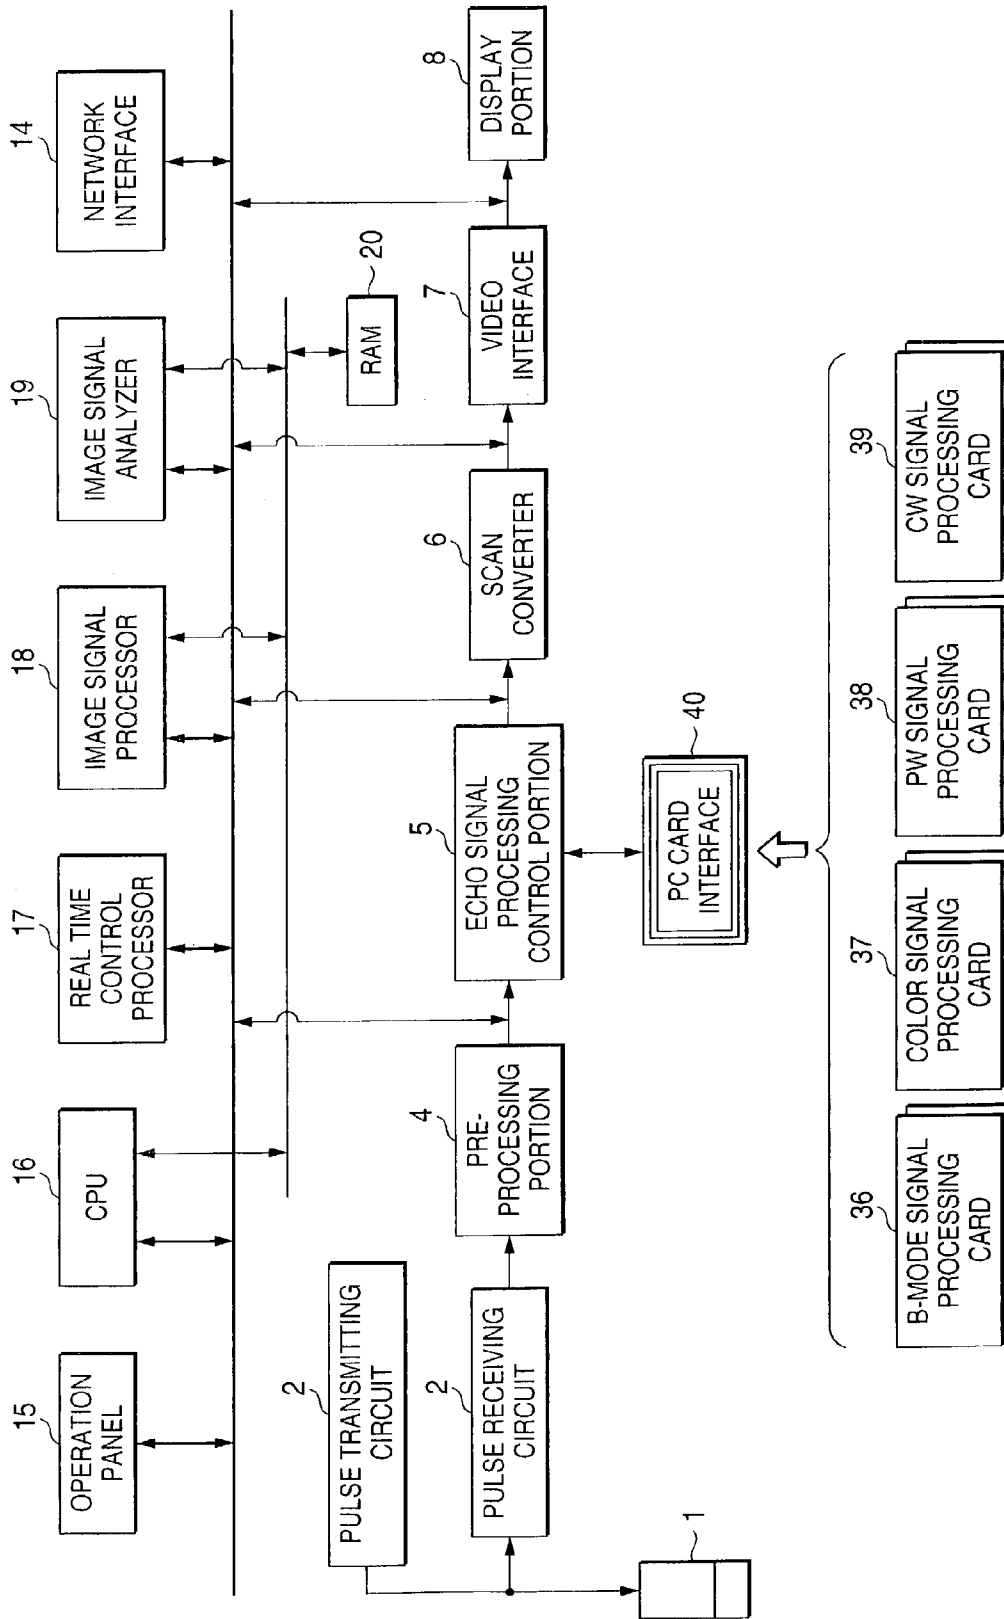 15
OPERATION
PANEL
16
CPU
17
REAL TIME
CONTROL
PROCESSOR
18
IMAGE SIGNAL
PROCESSOR
19
IMAGE SIGNAL
ANALYZER
14
NETWORK
INTERFACE
20
RAM
2
PULSE TRANSMITTING
CIRCUIT
2
PULSE RECEIVING
CIRCUIT
4
PRE-
PROCESSING
PORTION
5
ECHO SIGNAL
PROCESSING
CONTROL PORTION
6
SCAN
CONVERTER
7
VIDEO
INTERFACE
8
DISPLAY
PORTION
1
40
PC CARD
INTERFACE
36
B-MODE SIGNAL
PROCESSING
CARD
37
COLOR SIGNAL
PROCESSING
CARD
38
PW SIGNAL
PROCESSING
CARD
39
CW SIGNAL
PROCESSING
CARD